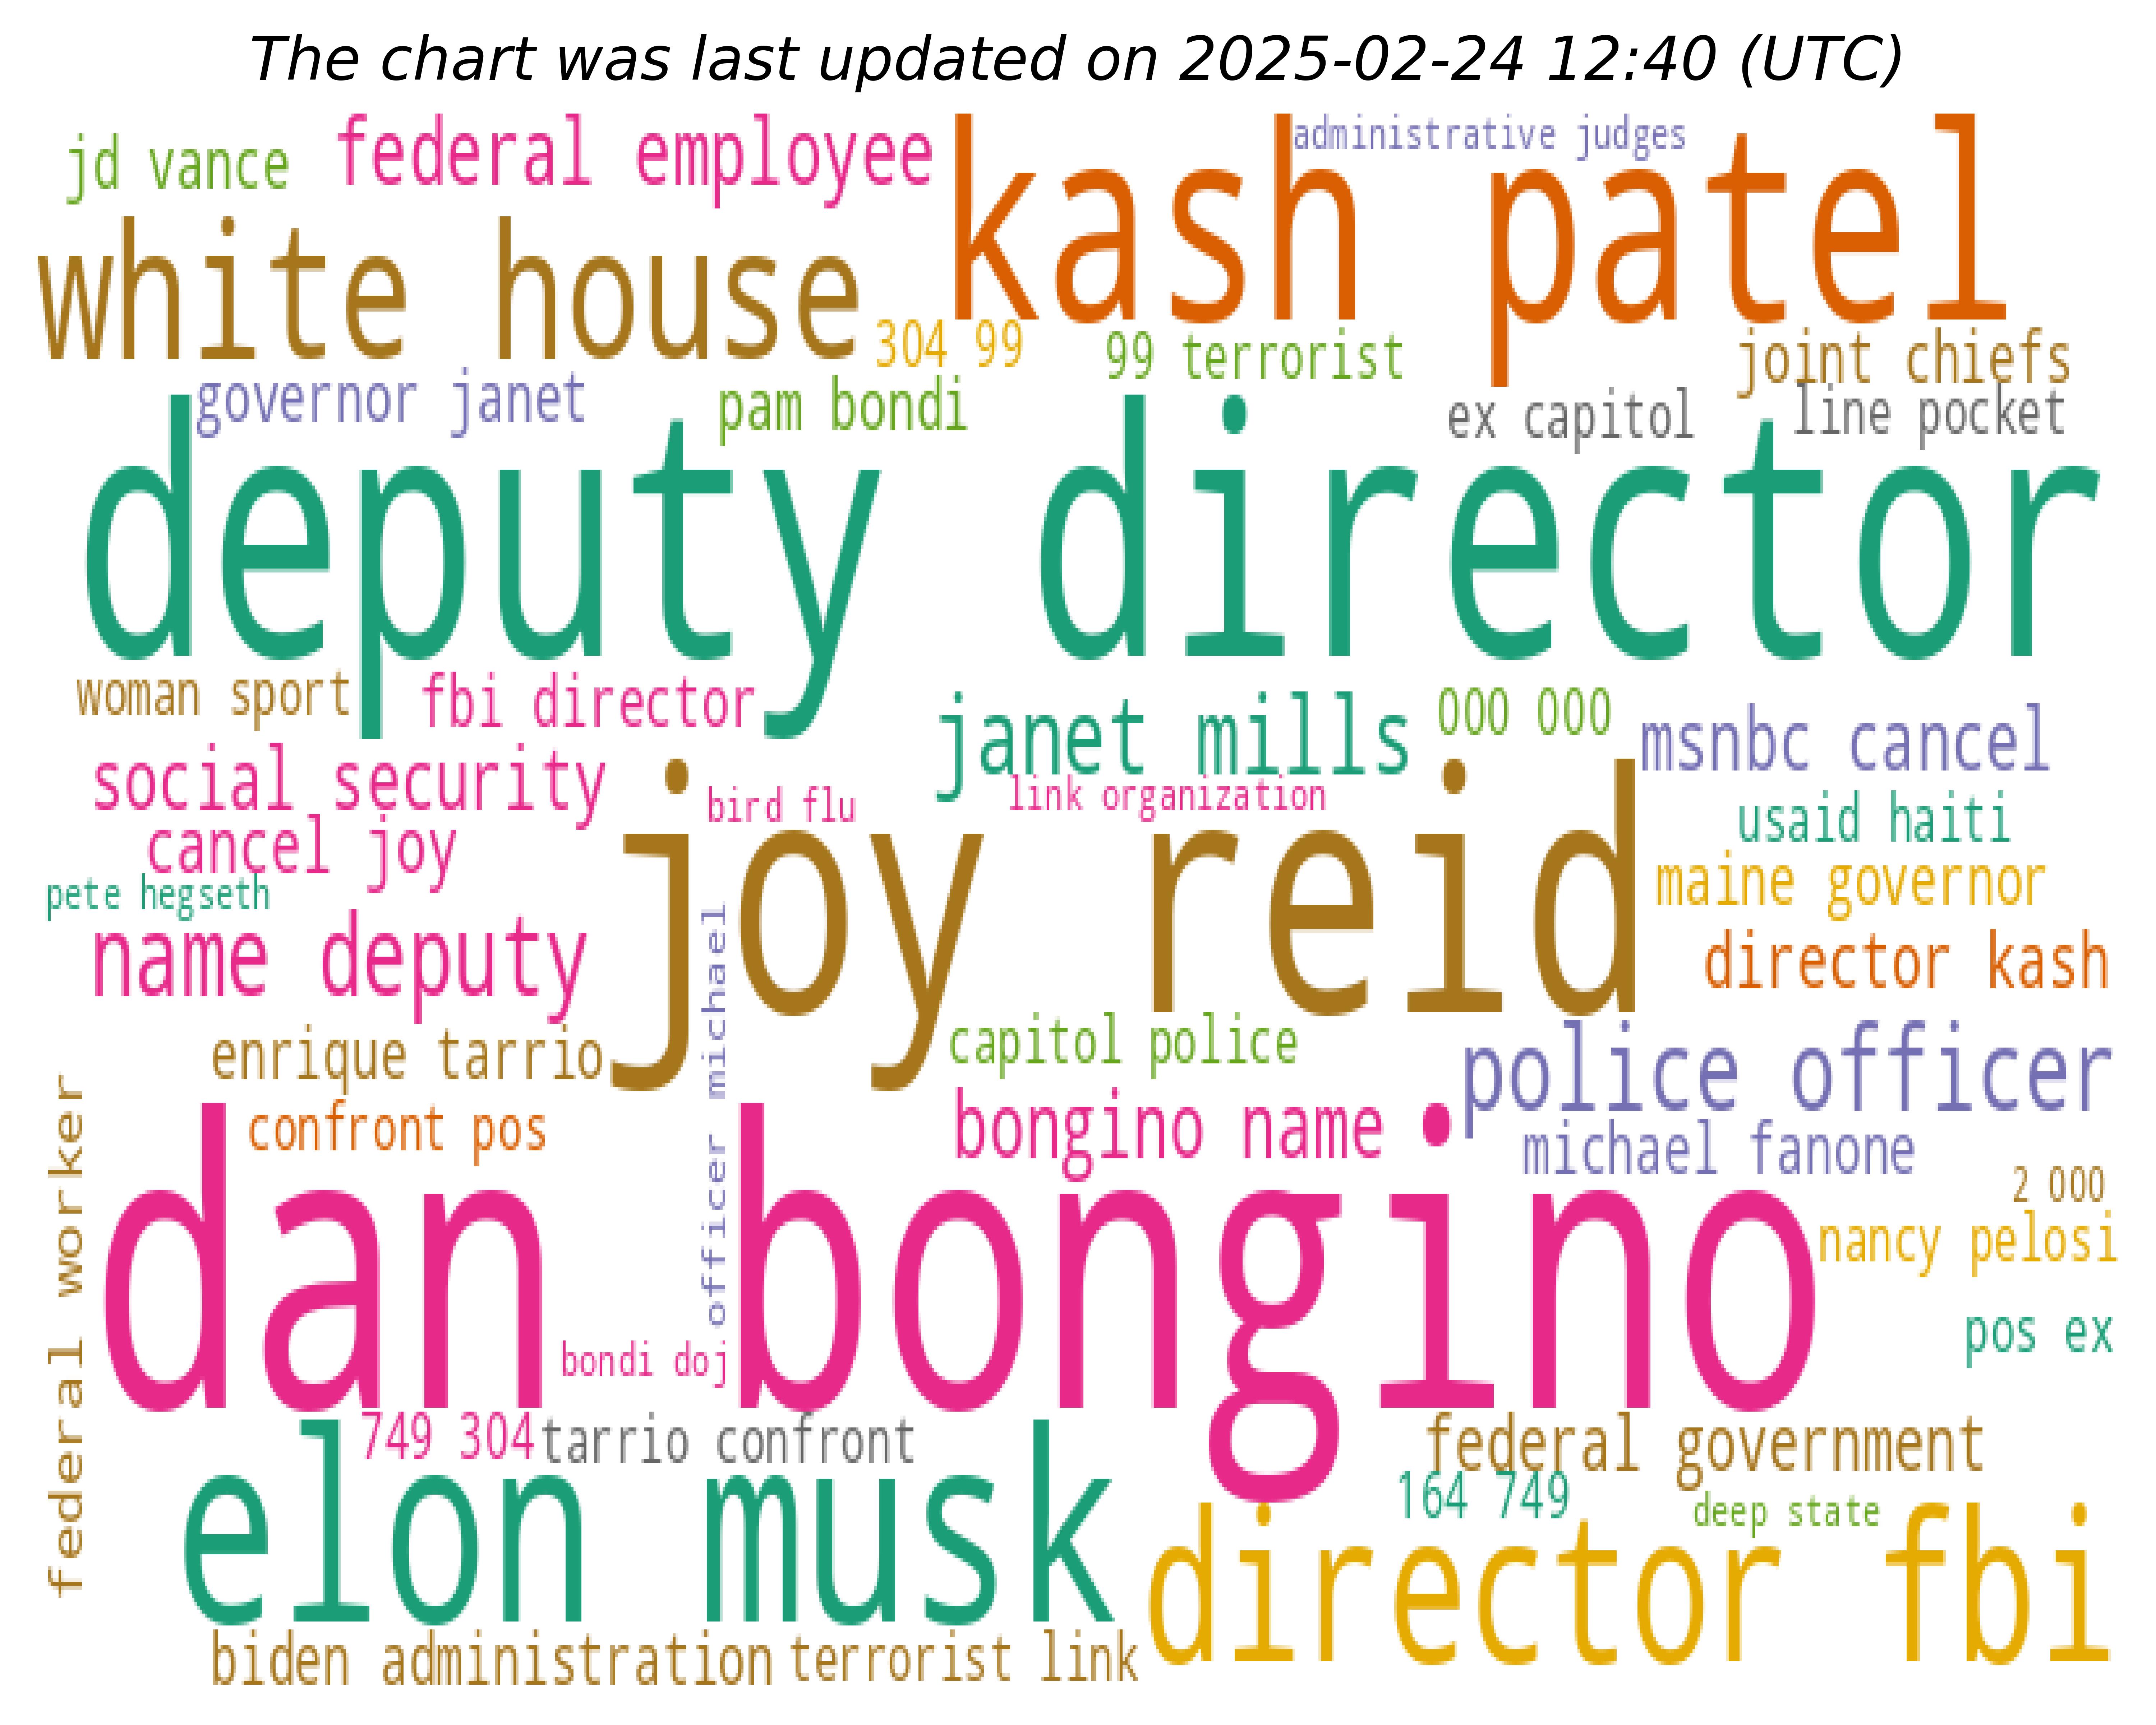 The chart was last updated on 2025-02-24 12:40 (UTC)
jd vance
federal employee
kash patel
administrative judges
white house
304 99
99 terrorist
joint chiefs
governor janet
pam bondi
ex capitol
line pocket
deputy director
woman sport
fbi director
janet mills
000 000
msnbc cancel
social security
bird flu
link organization
usaid haiti
cancel joy
joy reid
maine governor
pete hegseth
name deputy
director kash
officer michael
enrique tarrio
capitol police
police officer
federal worker
confront pos
bongino name
michael fanone
2 000
dan bongino
nancy pelosi
pos ex
bondi doj
749 304
tarrio confront
federal government
elon musk
164 749
deep state
director fbi
biden administration
terrorist link